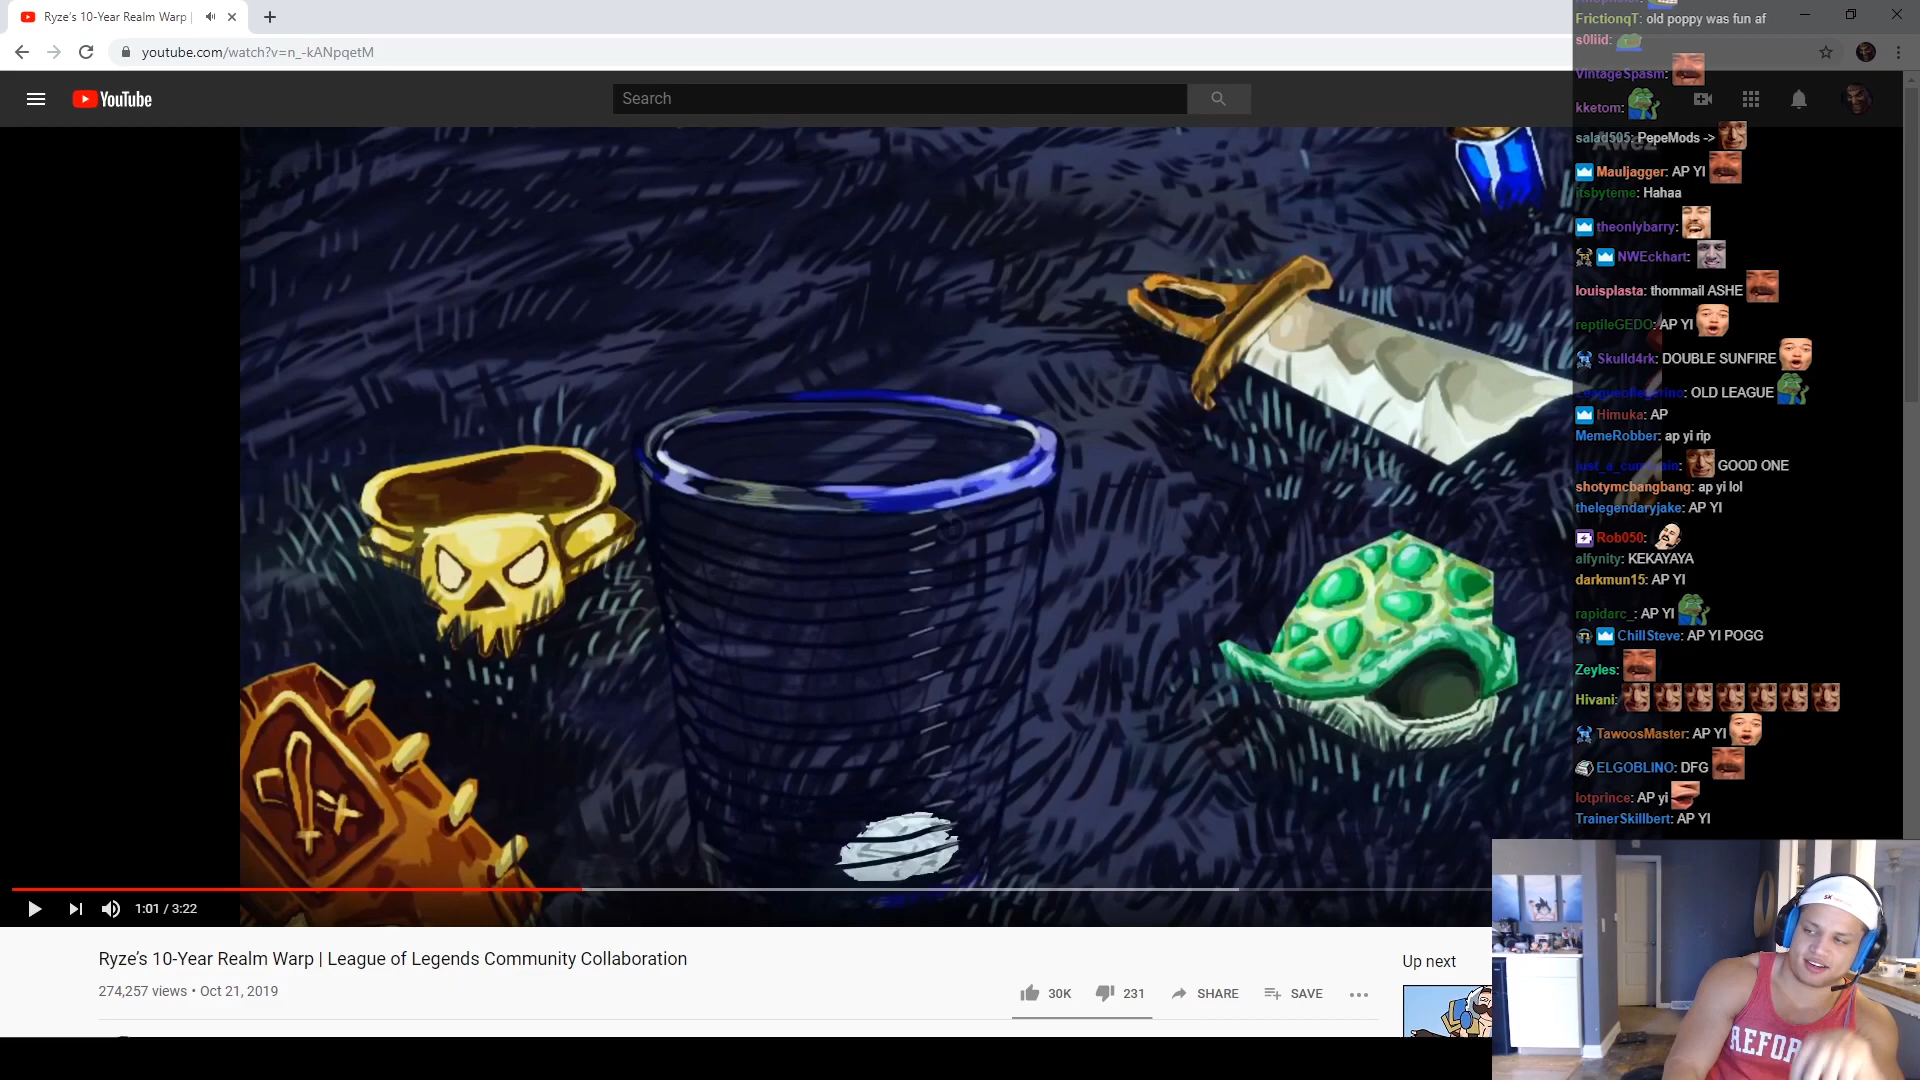 Ryze's 10-Year Realm Warp |
youtube.com/watch?v=n_-kANpqetM
YouTube
Search
FrictionqT: old poppy was fun af
s0liid:
VintageSpasm:
kketom:
salad505: PepeMods ->
Mauljagger: AP YI
itsbyteme: Hahaa
theonlybarry:
NWEckhart:
louisplasta: thornmail ASHE
reptileGEDO: AP YI
Skulld4rk: DOUBLE SUNFIRE
: OLD LEAGUE
Himuka: AP
MemeRobber: ap yi rip
: GOOD ONE
shotymcbangbang: ap yi lol
thelegendaryjake: AP YI
Rob050:
alfynity: KEKAYAYA
darkmun15: AP YI
rapidarc_: AP YI
ChillSteve: AP YI POGG
Zeyles:
Hivani:
TawoosMaster: AP YI
ELGOBLINO: DFG
lotprince: AP yi
TrainerSkillbert: AP YI
1:01 / 3:22
Ryze's 10-Year Realm Warp | League of Legends Community Collaboration
274,257 views • Oct 21, 2019
30K
231
SHARE
SAVE
Up next
REFOR